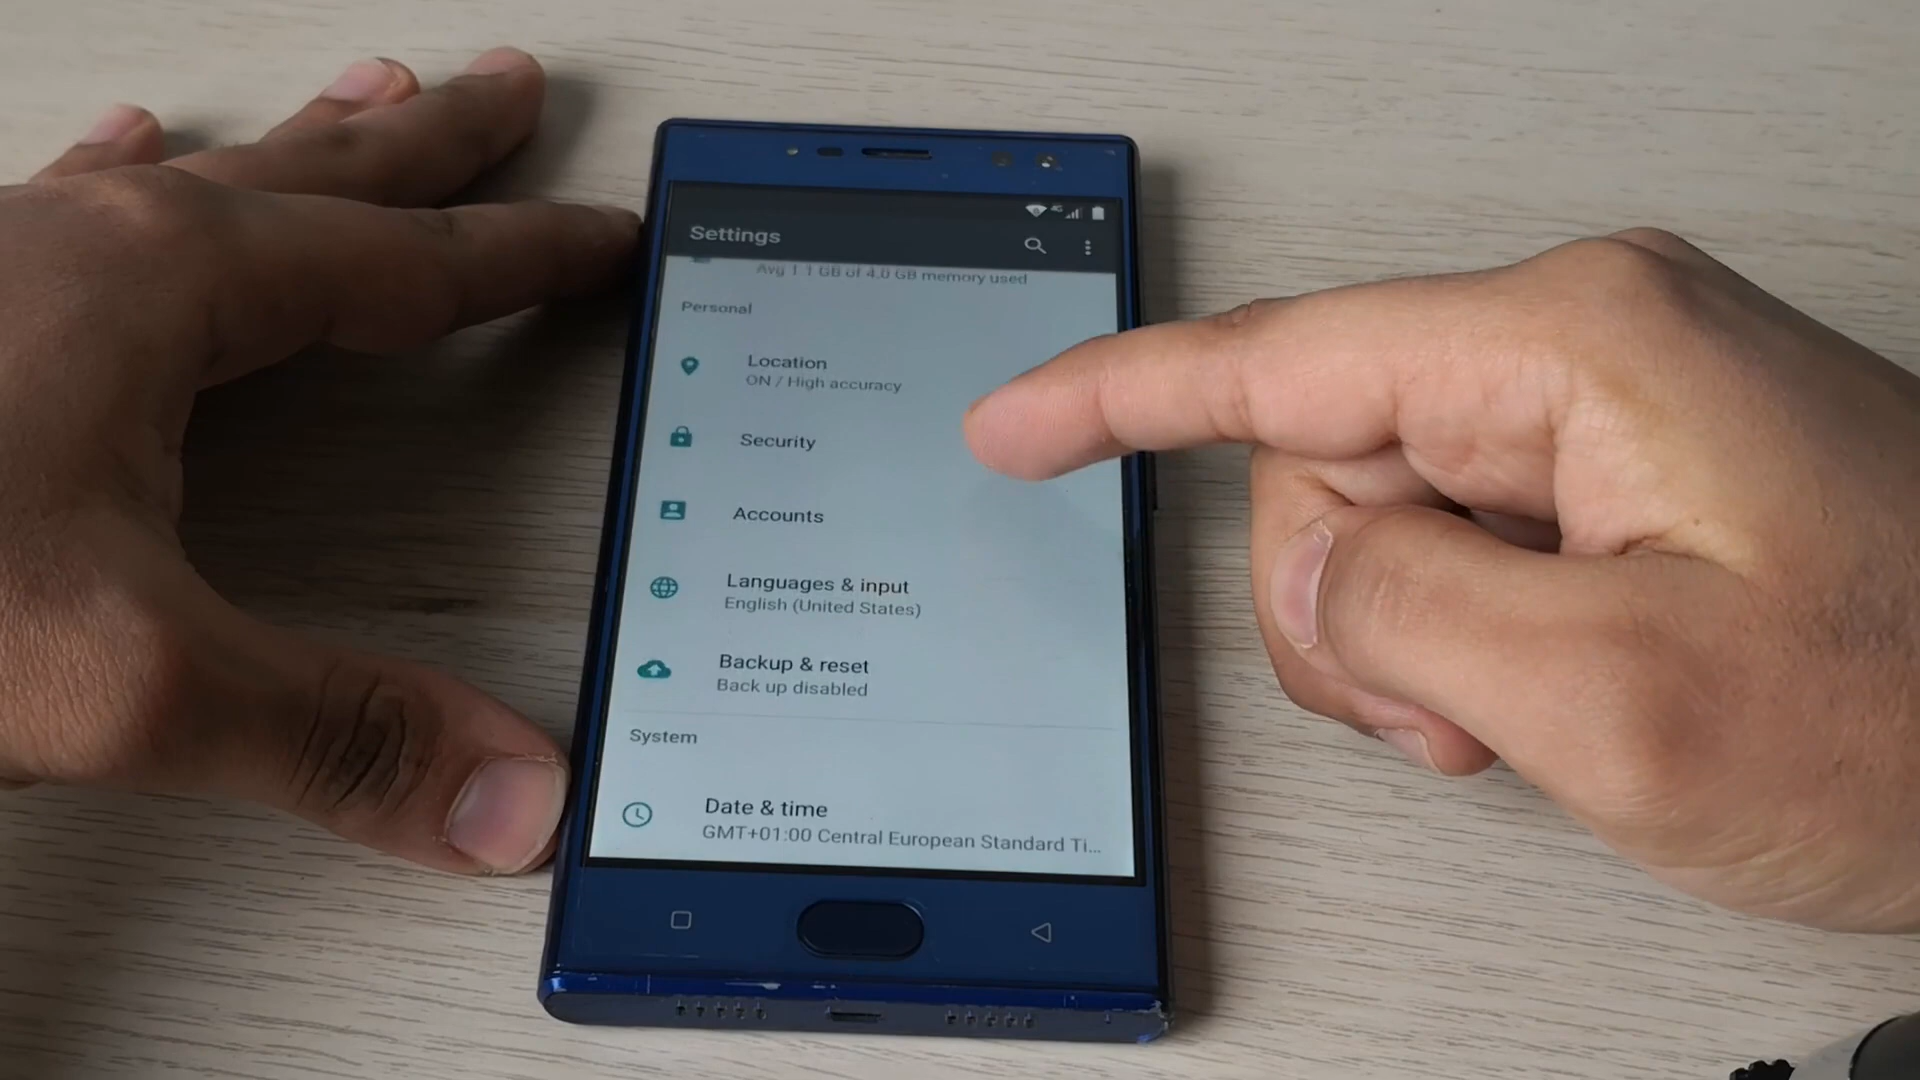 4G
Settings
Avg 1.1 GB of 4.0 GB memory used
Personal
Location
ON / High accuracy
Security
Accounts
Languages & input
English (United States)
Backup & reset
Back up disabled
System
Date & time
GMT+01:00 Central European Standard Ti...